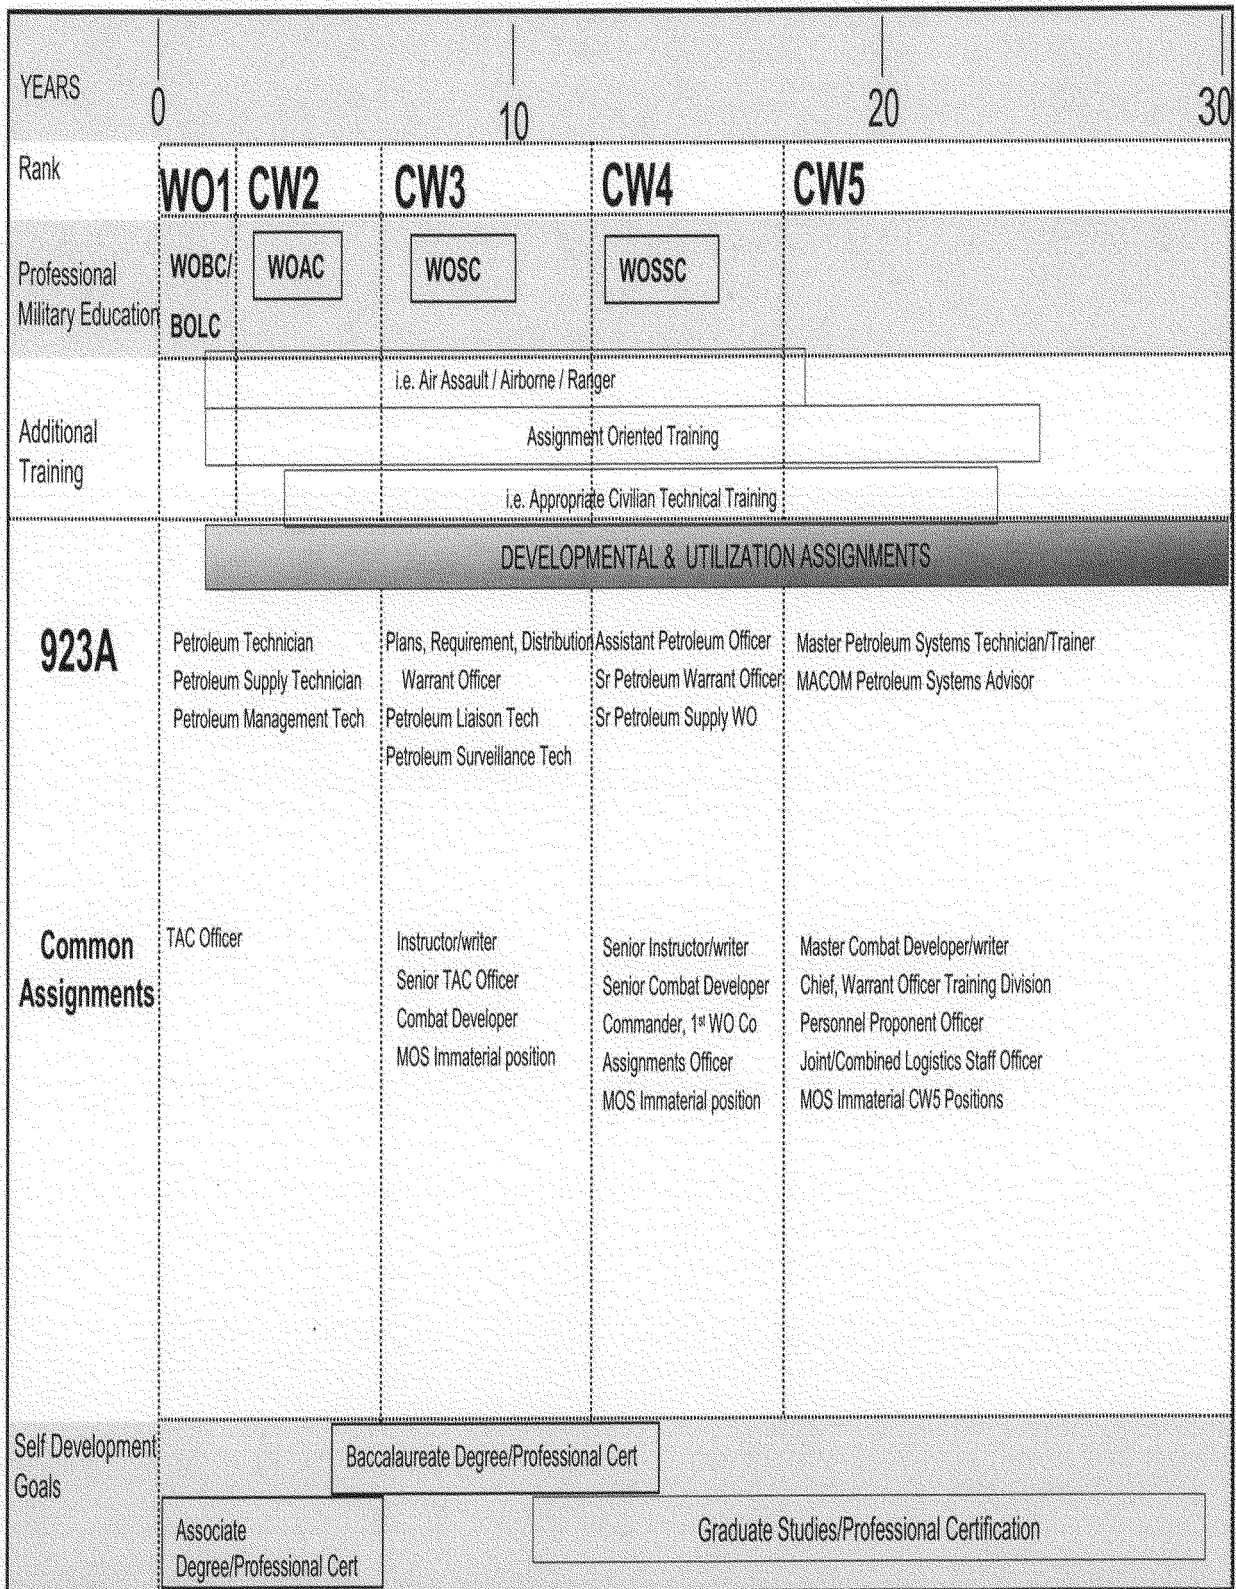 YEARS
0
10
20
30
Rank
WO1
CW2
CW3
CW4
CW5
Professional
Military Education
WOBC/
BOLC
WOAC
WOSC
WOSSC
Additional
Training
i.e. Air Assault / Airborne / Ranger
Assignment Oriented Training
i.e. Appropriate Civilian Technical Training
DEVELOPMENTAL & UTILIZATION ASSIGNMENTS
923A
Petroleum Technician
Petroleum Supply Technician
Petroleum Management Tech
Plans, Requirement, Distribution
Warrant Officer
Petroleum Liaison Tech
Petroleum Surveillance Tech
Assistant Petroleum Officer
Sr Petroleum Warrant Officer
Sr Petroleum Supply WO
Master Petroleum Systems Technician/Trainer
MACOM Petroleum Systems Advisor
Common
Assignments
TAC Officer
Instructor/writer
Senior TAC Officer
Combat Developer
MOS Immaterial position
Senior Instructor/writer
Senior Combat Developer
Commander, 1st WO Co
Assignments Officer
MOS Immaterial position
Master Combat Developer/writer
Chief, Warrant Officer Training Division
Personnel Proponent Officer
Joint/Combined Logistics Staff Officer
MOS Immaterial CW5 Positions
Self Development
Goals
Baccalaureate Degree/Professional Cert
Associate
Degree/Professional Cert
Graduate Studies/Professional Certification